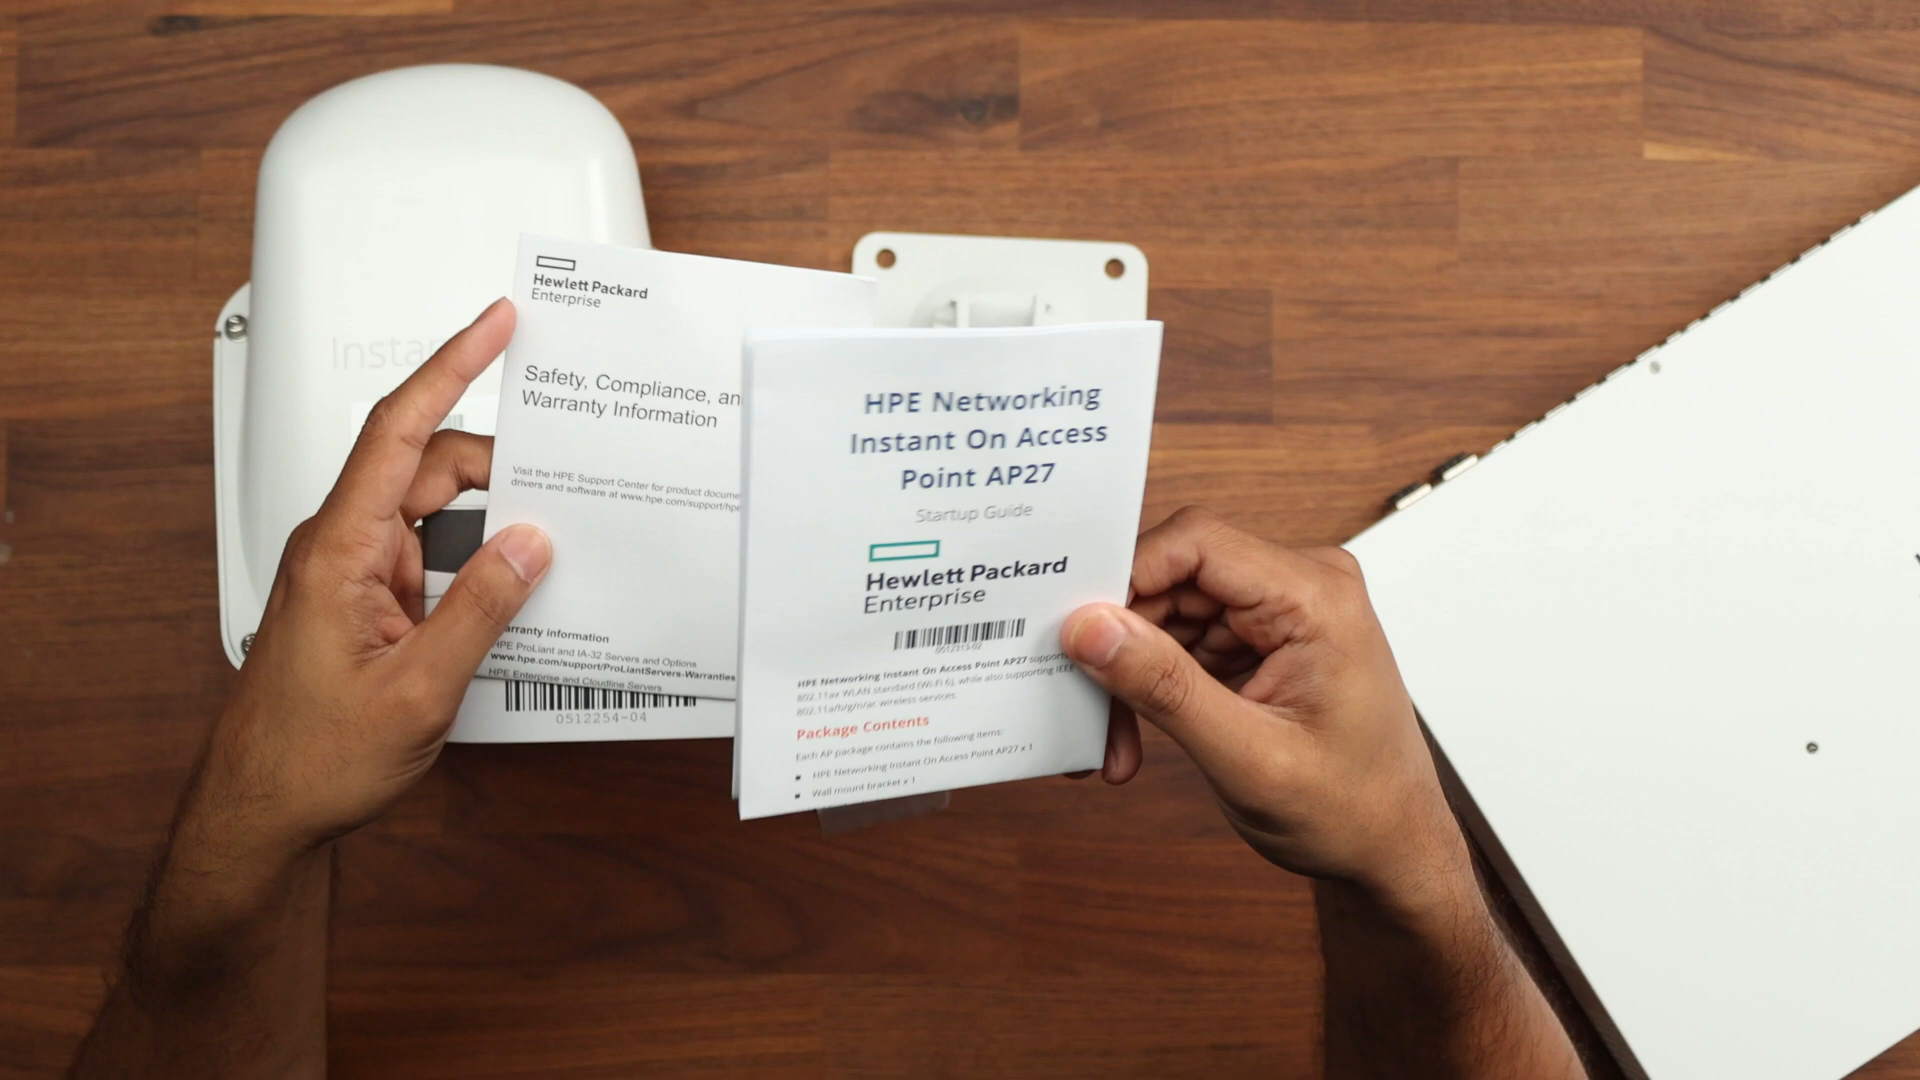 Insta
Hewlett Packard
Enterprise
Safety, Compliance, an
Warranty Information
Visit the HPE Support Center for product docume
drivers and software at www.hpe.com/support/hpe
arranty information
HPE ProLiant and IA-32 Servers and Options
www.hpe.com/support/ProLiantServers-Warranties
HPE Enterprise and Cloudline Servers
0512254-04
HPE Networking
Instant On Access
Point AP27
Startup Guide
Hewlett Packard
Enterprise
0512313-02
HPE Networking Instant On Access Point AP27 supports
802.11ax WLAN standard (Wi-Fi 6), while also supporting IEEE
802.11a/b/g/n/ac wireless services.
Package Contents
Each AP package contains the following items:
▪ HPE Networking Instant On Access Point AP27 x 1
▪ Wall mount bracket x 1